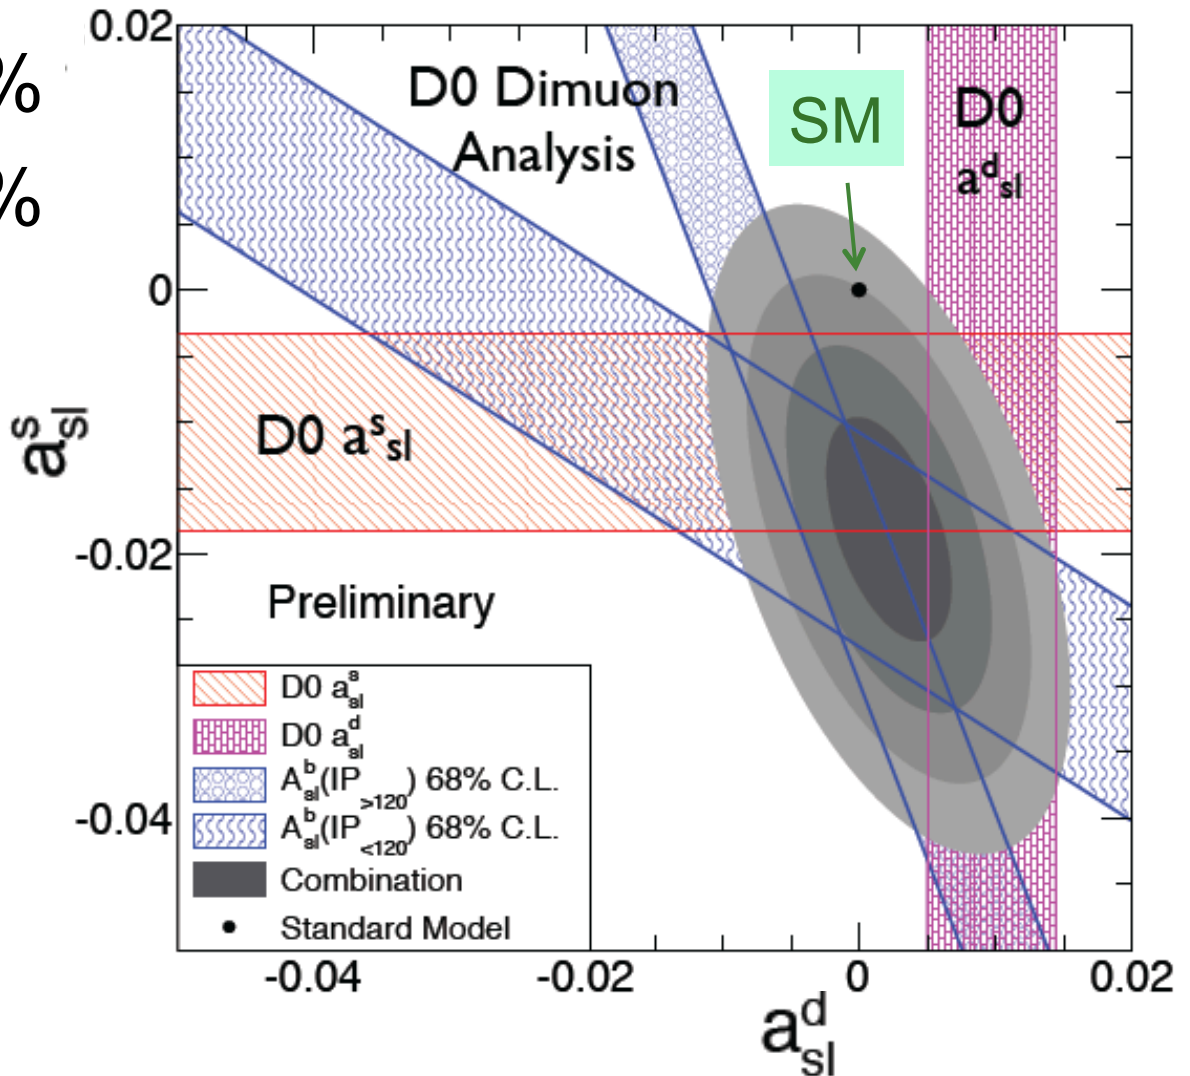 %
%
0.02
D0 Dimuon
Analysis
SM
D0
a^d_sl
0
D0 a^s_sl
a^s_sl
-0.02
Preliminary
D0 a^s_sl
D0 a^d_sl
A^b_sl(IP_>120) 68% C.L.
A^b_sl(IP_<120) 68% C.L.
-0.04
Combination
Standard Model
-0.04
-0.02
0
0.02
a^d_sl